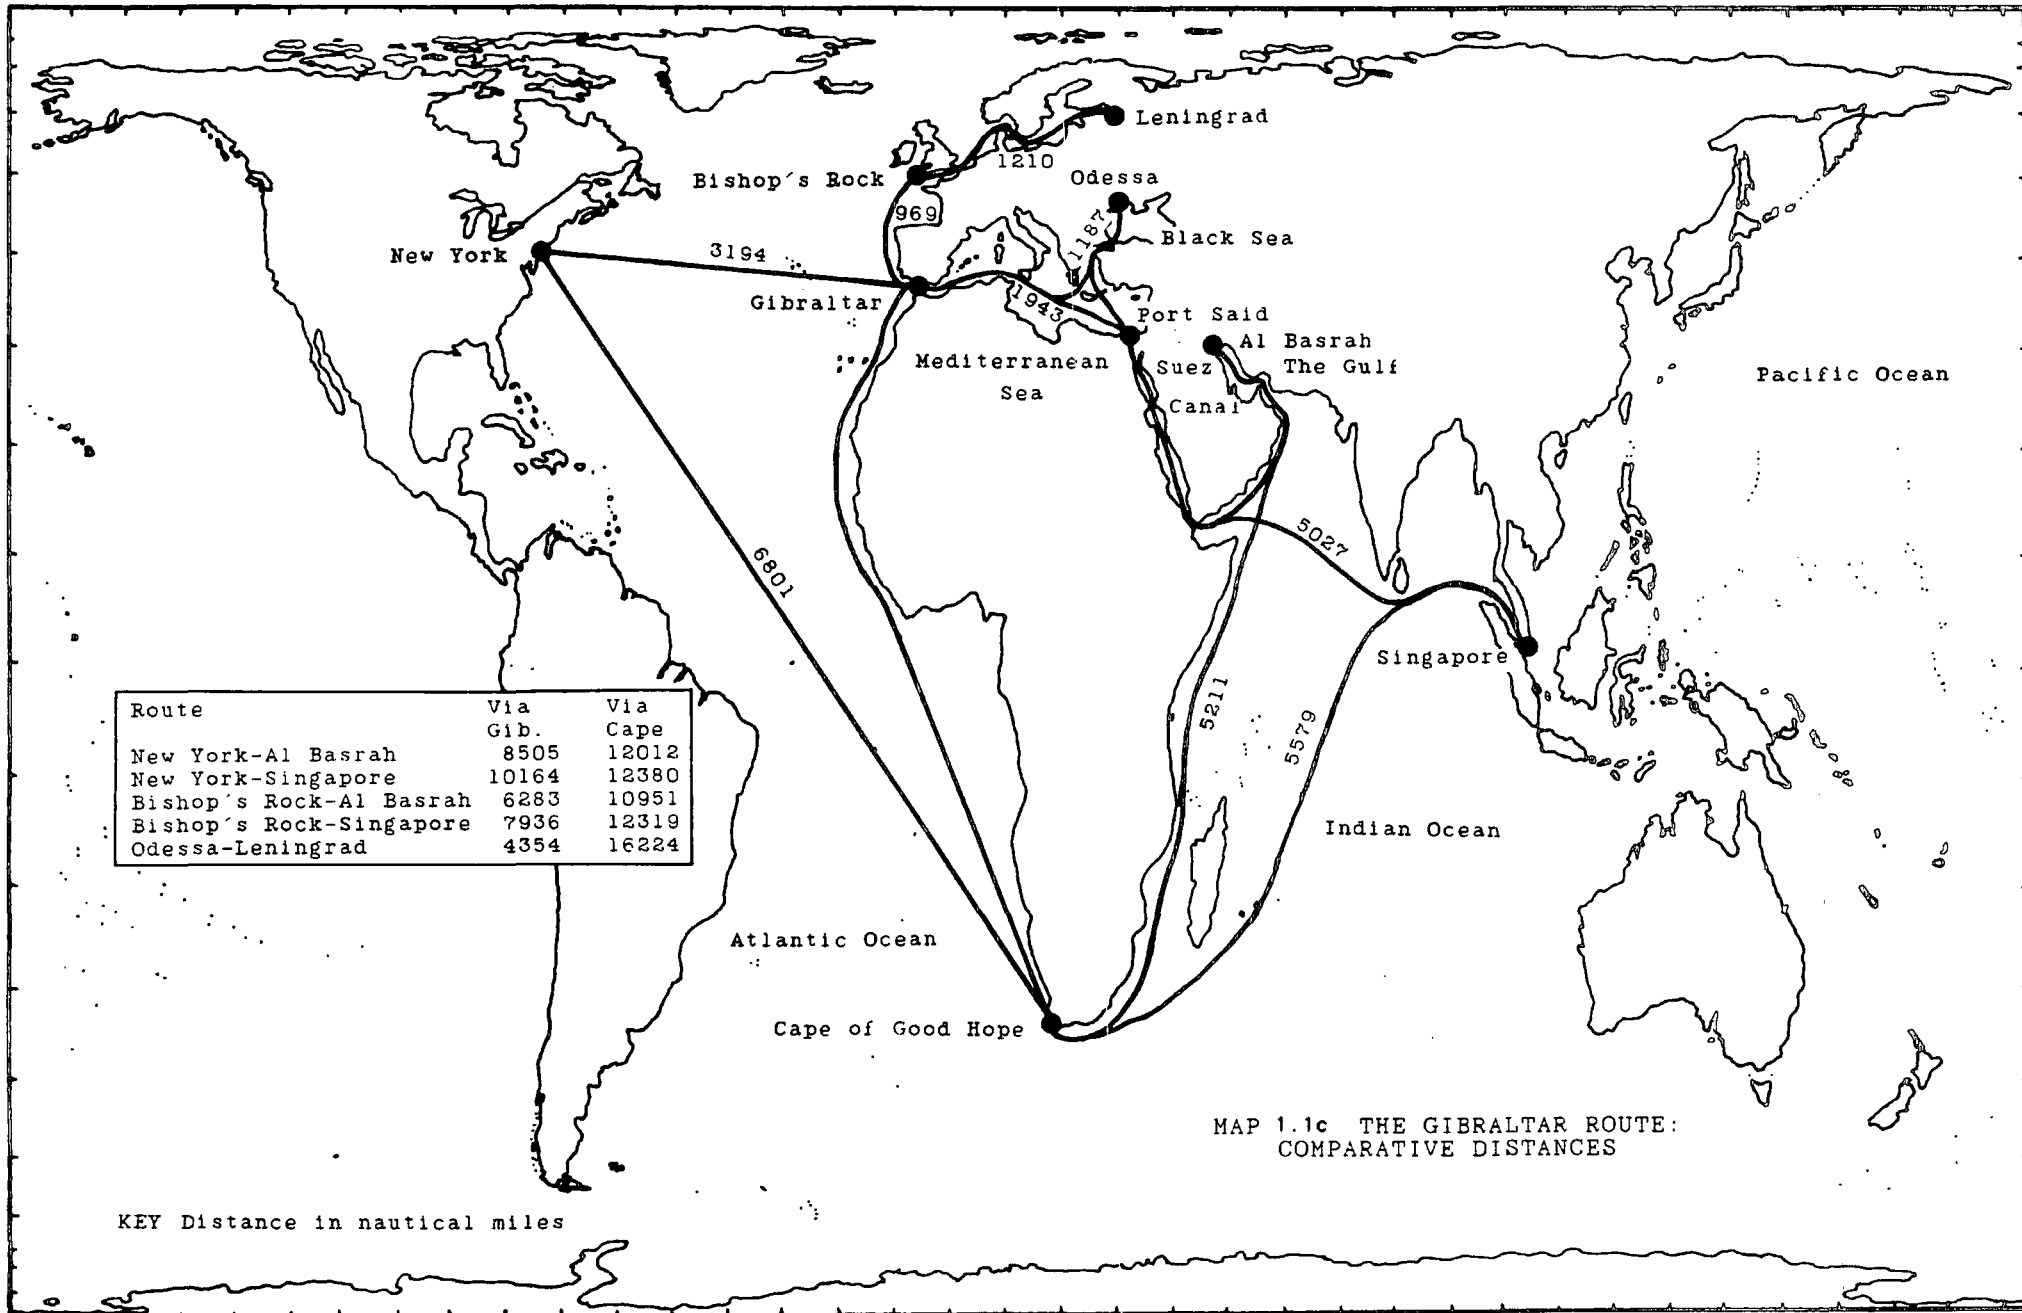 Leningrad
1210
Bishop's Rock
Odessa
969
1187
Black Sea
New York
3194
Gibraltar
1943
Port Said
Al Basrah
The Gulf
Mediterranean
Sea
Suez
Canal
Pacific Ocean
5027
6801
Singapore
5211
5579
Route Via Via
Gib. Cape
New York-Al Basrah 8505 12012
New York-Singapore 10164 12380
Bishop's Rock-Al Basrah 6283 10951
Bishop's Rock-Singapore 7936 12319
Odessa-Leningrad 4354 16224
Indian Ocean
Atlantic Ocean
Cape of Good Hope
MAP 1.1c THE GIBRALTAR ROUTE:
COMPARATIVE DISTANCES
KEY Distance in nautical miles